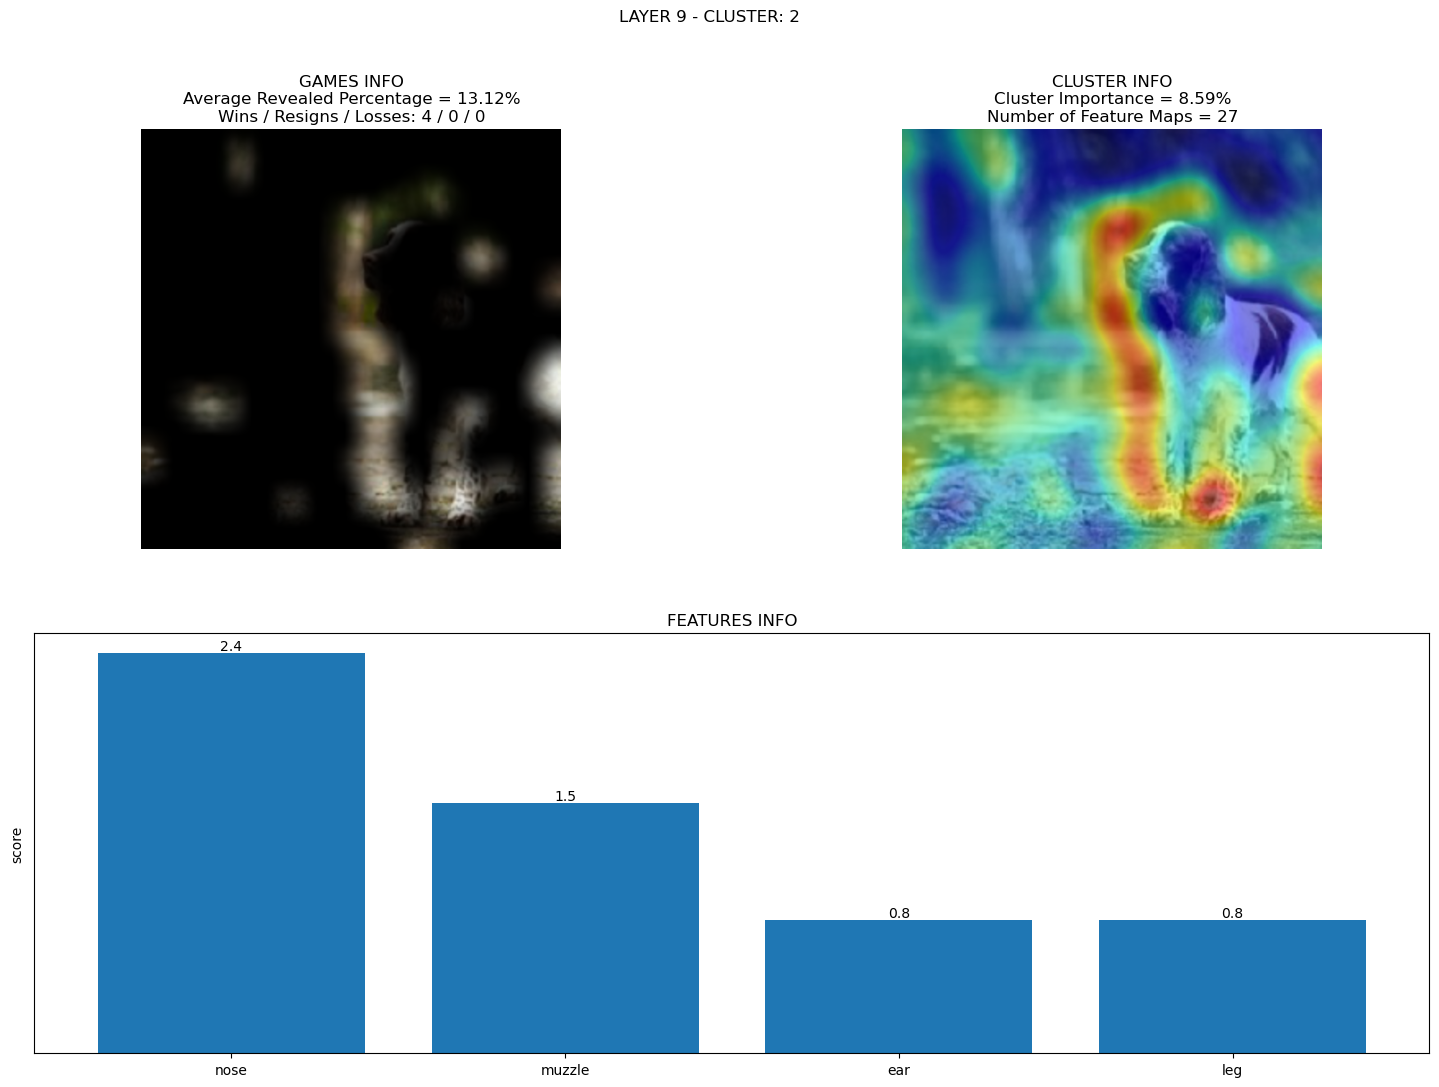 LAYER 9 - CLUSTER: 2
GAMES INFO
Average Revealed Percentage = 13.12%
Wins / Resigns / Losses: 4 / 0 / 0
CLUSTER INFO
Cluster Importance = 8.59%
Number of Feature Maps = 27
FEATURES INFO
score
2.4
1.5
0.8
0.8
nose
muzzle
ear
leg